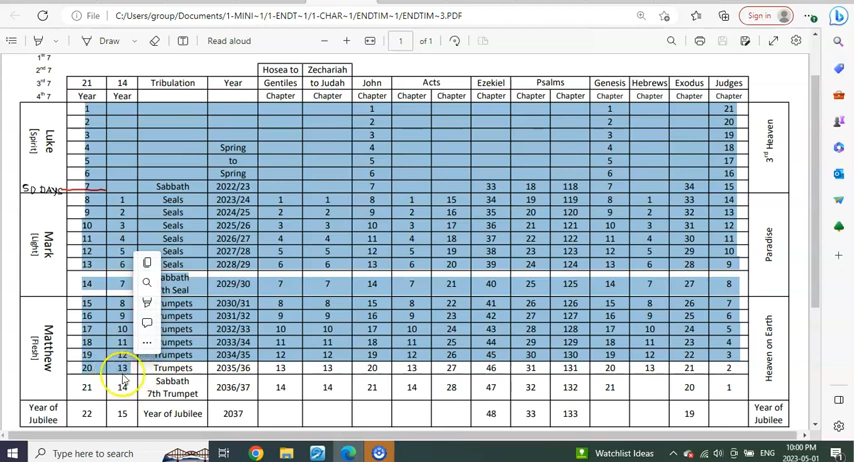 File
C:/Users/group/Documents/1-MINI~1/1-ENDT~1/1-CHAR~1/ENDTIM~1/ENDTIM~3.PDF
Sign in
Draw
Read aloud
1
of 1
1st 7
2nd 7
3rd 7
4th 7
Hosea to Zechariah
Gentiles to Judah
21 14 Tribulation Year John Acts Ezekiel Psalms Genesis Hebrews Exodus Judges
Year Year Chapter Chapter Chapter Chapter Chapter Chapter Chapter Chapter Chapter Chapter
Luke
[Spirit]
1 1 1 21
2 2 2 20
3 3 3 19
4 Spring 4 4 18
5 to 5 5 17
6 Spring 6 6 16
50 DAYS
7 Sabbath 2022/23 7 33 18 118 7 34 15
3rd Heaven
Mark
[Light]
8 1 Seals 2023/24 1 1 8 1 15 34 19 119 8 1 33 14
9 2 Seals 2024/25 2 2 9 2 16 35 20 120 9 2 32 13
10 3 Seals 2025/26 3 3 10 3 17 36 21 121 10 3 31 12
11 4 Seals 2026/27 4 4 11 4 18 37 22 122 11 4 30 11
12 5 Seals 2027/28 5 5 12 5 19 38 23 123 12 5 29 10
13 6 Seals 2028/29 6 6 13 6 20 39 24 124 13 6 28 9
14 7 abbath 2029/30 7 7 14 7 21 40 25 125 14 7 27 8
th Seal
Paradise
Matthew
[Flesh]
15 8 umpets 2030/31 8 8 15 8 22 41 26 126 15 8 26 7
16 9 umpets 2031/32 9 9 16 9 23 42 27 127 16 9 25 6
17 10 umpets 2032/33 10 10 17 10 24 43 28 128 17 10 24 5
18 11 umpets 2033/34 11 11 18 11 25 44 29 129 18 11 23 4
19 12 umpets 2034/35 12 12 19 12 26 45 30 130 19 12 22 3
20 13 Trumpets 2035/36 13 13 20 13 27 46 31 131 20 13 21 2
21 14 Sabbath 2036/37 14 14 21 14 28 47 32 132 21 20 1
7th Trumpet
Heaven on Earth
Year of
Jubilee
22 15 Year of Jubilee 2037 48 33 133 19
Year of
Jubilee
Type here to search
Watchlist Ideas
ENG
10:00 PM
2023-05-01